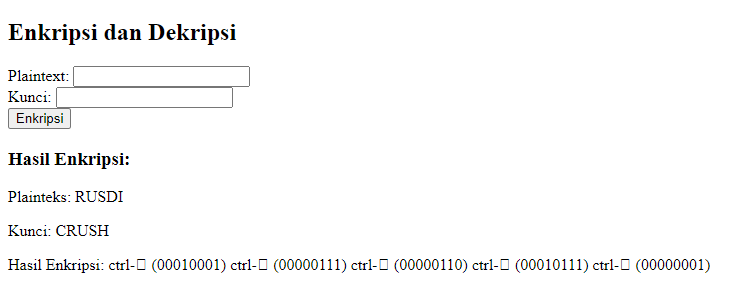 Enkripsi dan Dekripsi
Plaintext:
Kunci:
Enkripsi
Hasil Enkripsi:
Plainteks: RUSDI
Kunci: CRUSH
Hasil Enkripsi: ctrl-▯ (00010001) ctrl-▯ (00000111) ctrl-▯ (00000110) ctrl-▯ (00010111) ctrl-▯ (00000001)